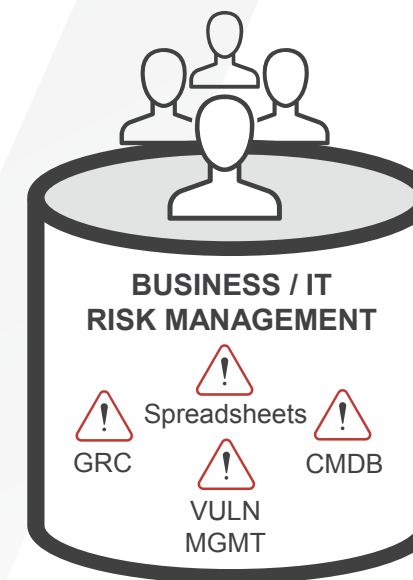 BUSINESS / IT
RISK MANAGEMENT
!
Spreadsheets
!
GRC
!
CMDB
!
VULN
MGMT